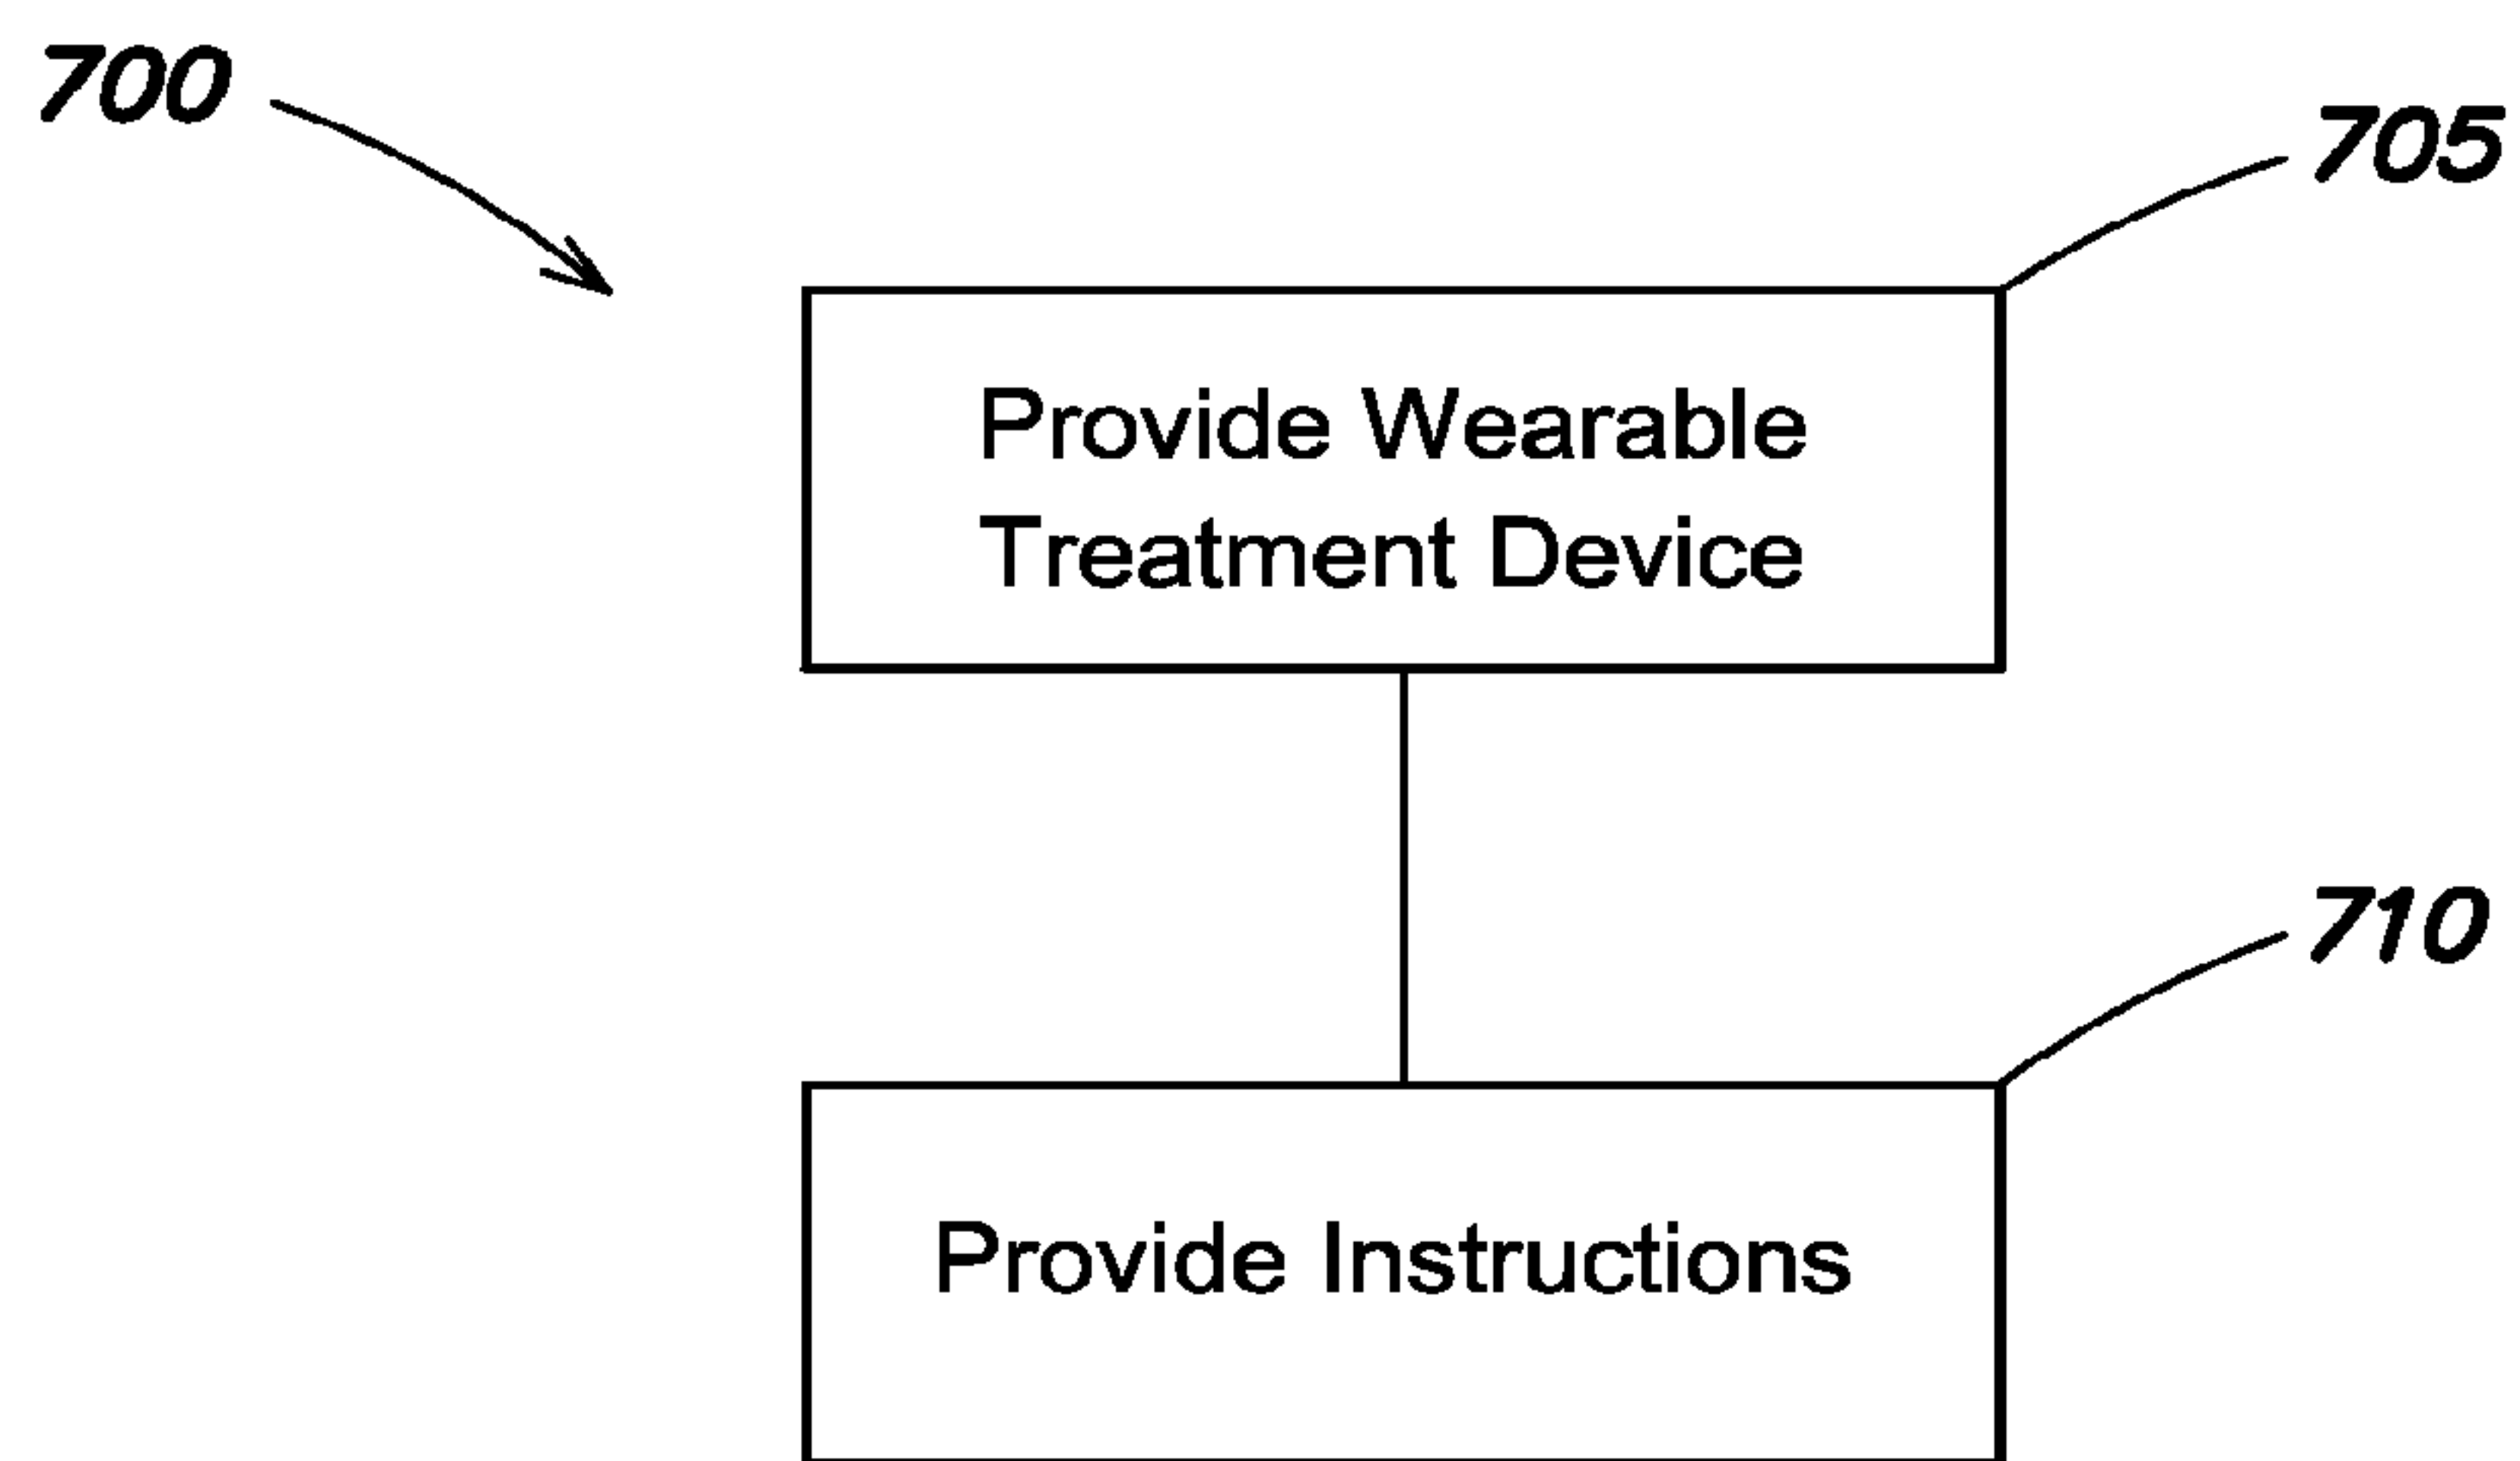 700
705
Provide Wearable
Treatment Device
710
Provide Instructions